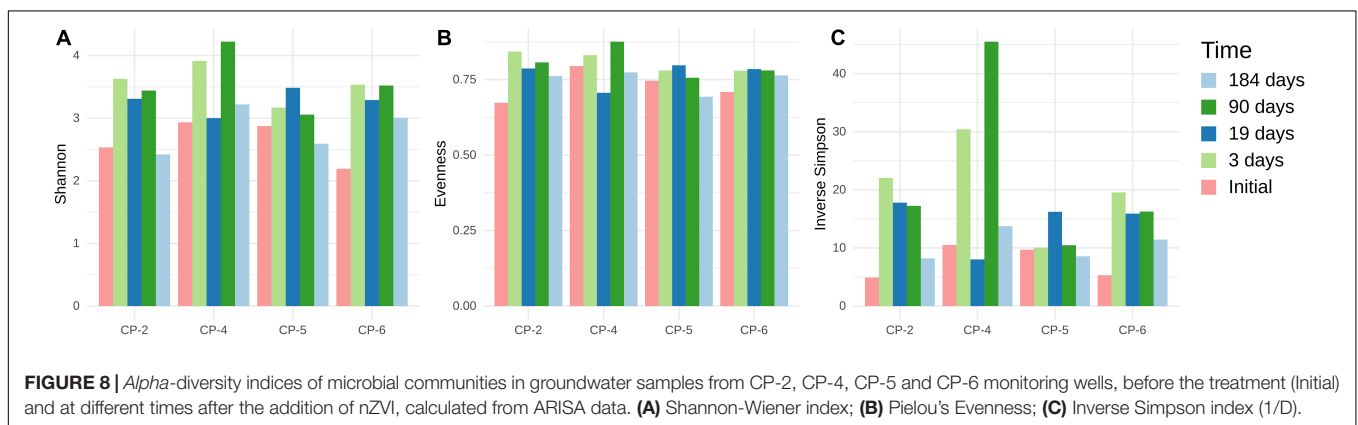 A
B
C
Shannon
4
3
2
1
0
CP-2 CP-4 CP-5 CP-6
Evenness
0.75
0.50
0.25
0.00
CP-2 CP-4 CP-5 CP-6
Inverse Simpson
40
30
20
10
0
CP-2 CP-4 CP-5 CP-6
Time
184 days
90 days
19 days
3 days
Initial
FIGURE 8 | Alpha-diversity indices of microbial communities in groundwater samples from CP-2, CP-4, CP-5 and CP-6 monitoring wells, before the treatment (Initial)
and at different times after the addition of nZVI, calculated from ARISA data. (A) Shannon-Wiener index; (B) Pielou's Evenness; (C) Inverse Simpson index (1/D).